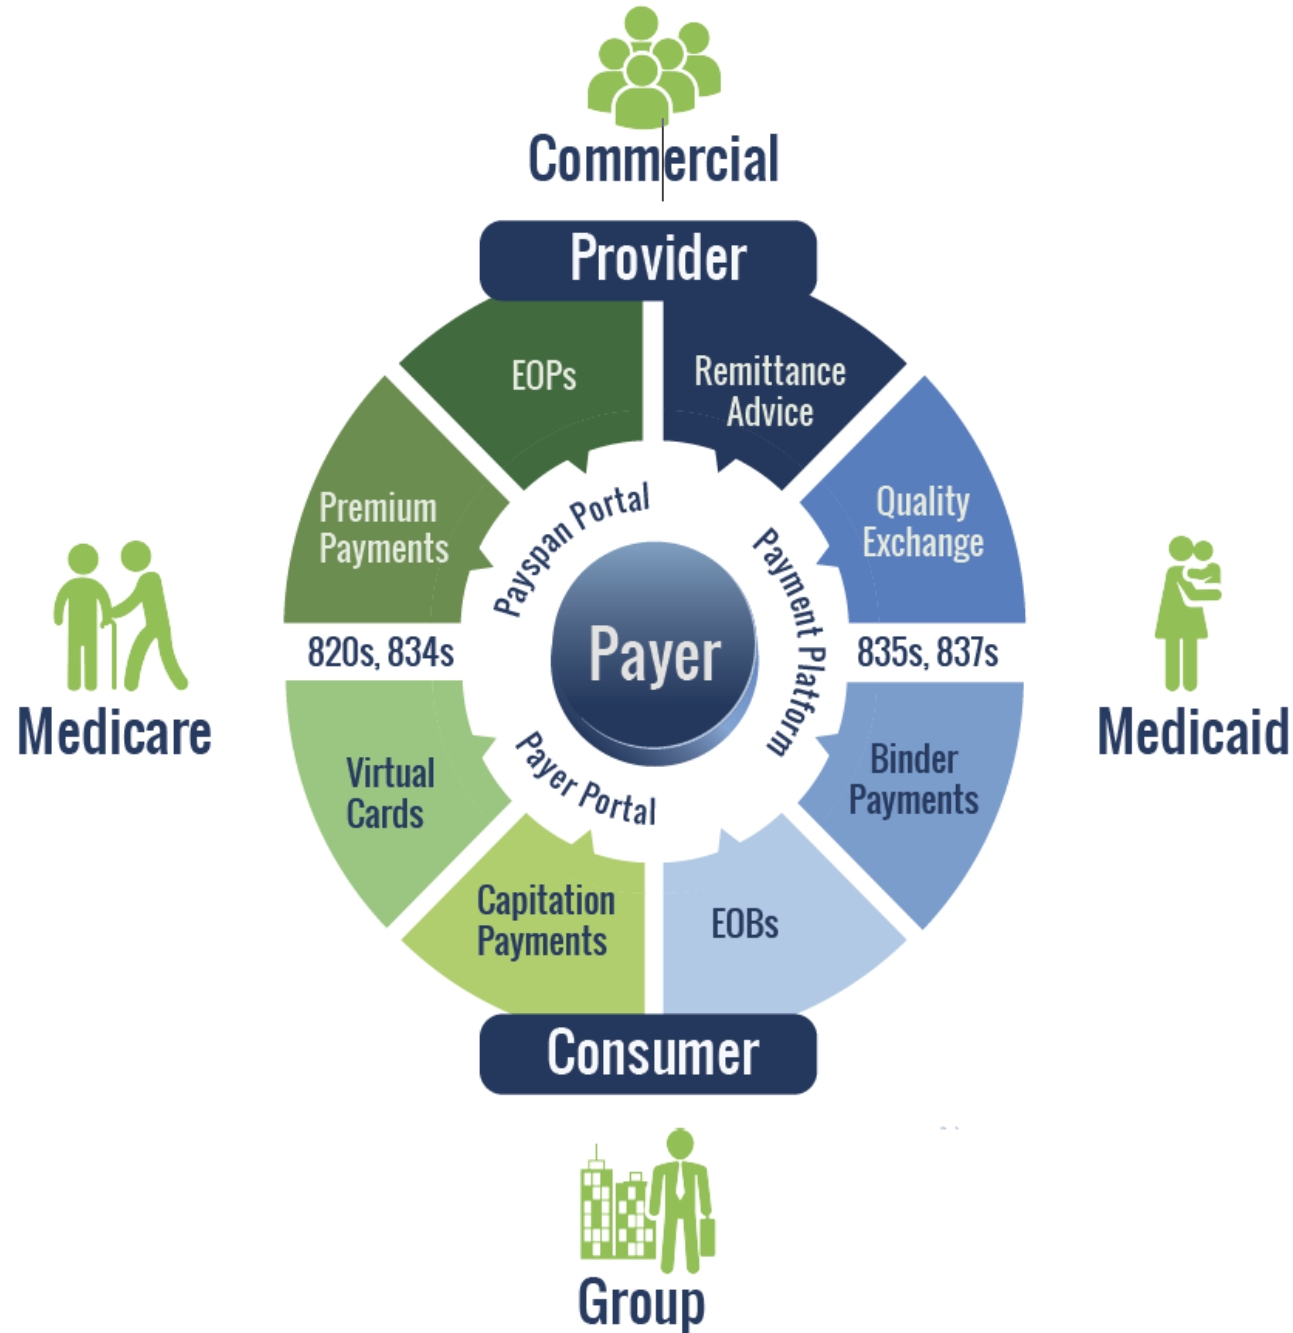 Commercial
Provider
EOPs
Remittance
Advice
Premium
Payments
Quality
Exchange
Payspan Portal
Payment Platform
Payer
820s, 834s
835s, 837s
Medicare
Medicaid
Payer Portal
Virtual
Cards
Binder
Payments
Capitation
Payments
EOBs
Consumer
Group